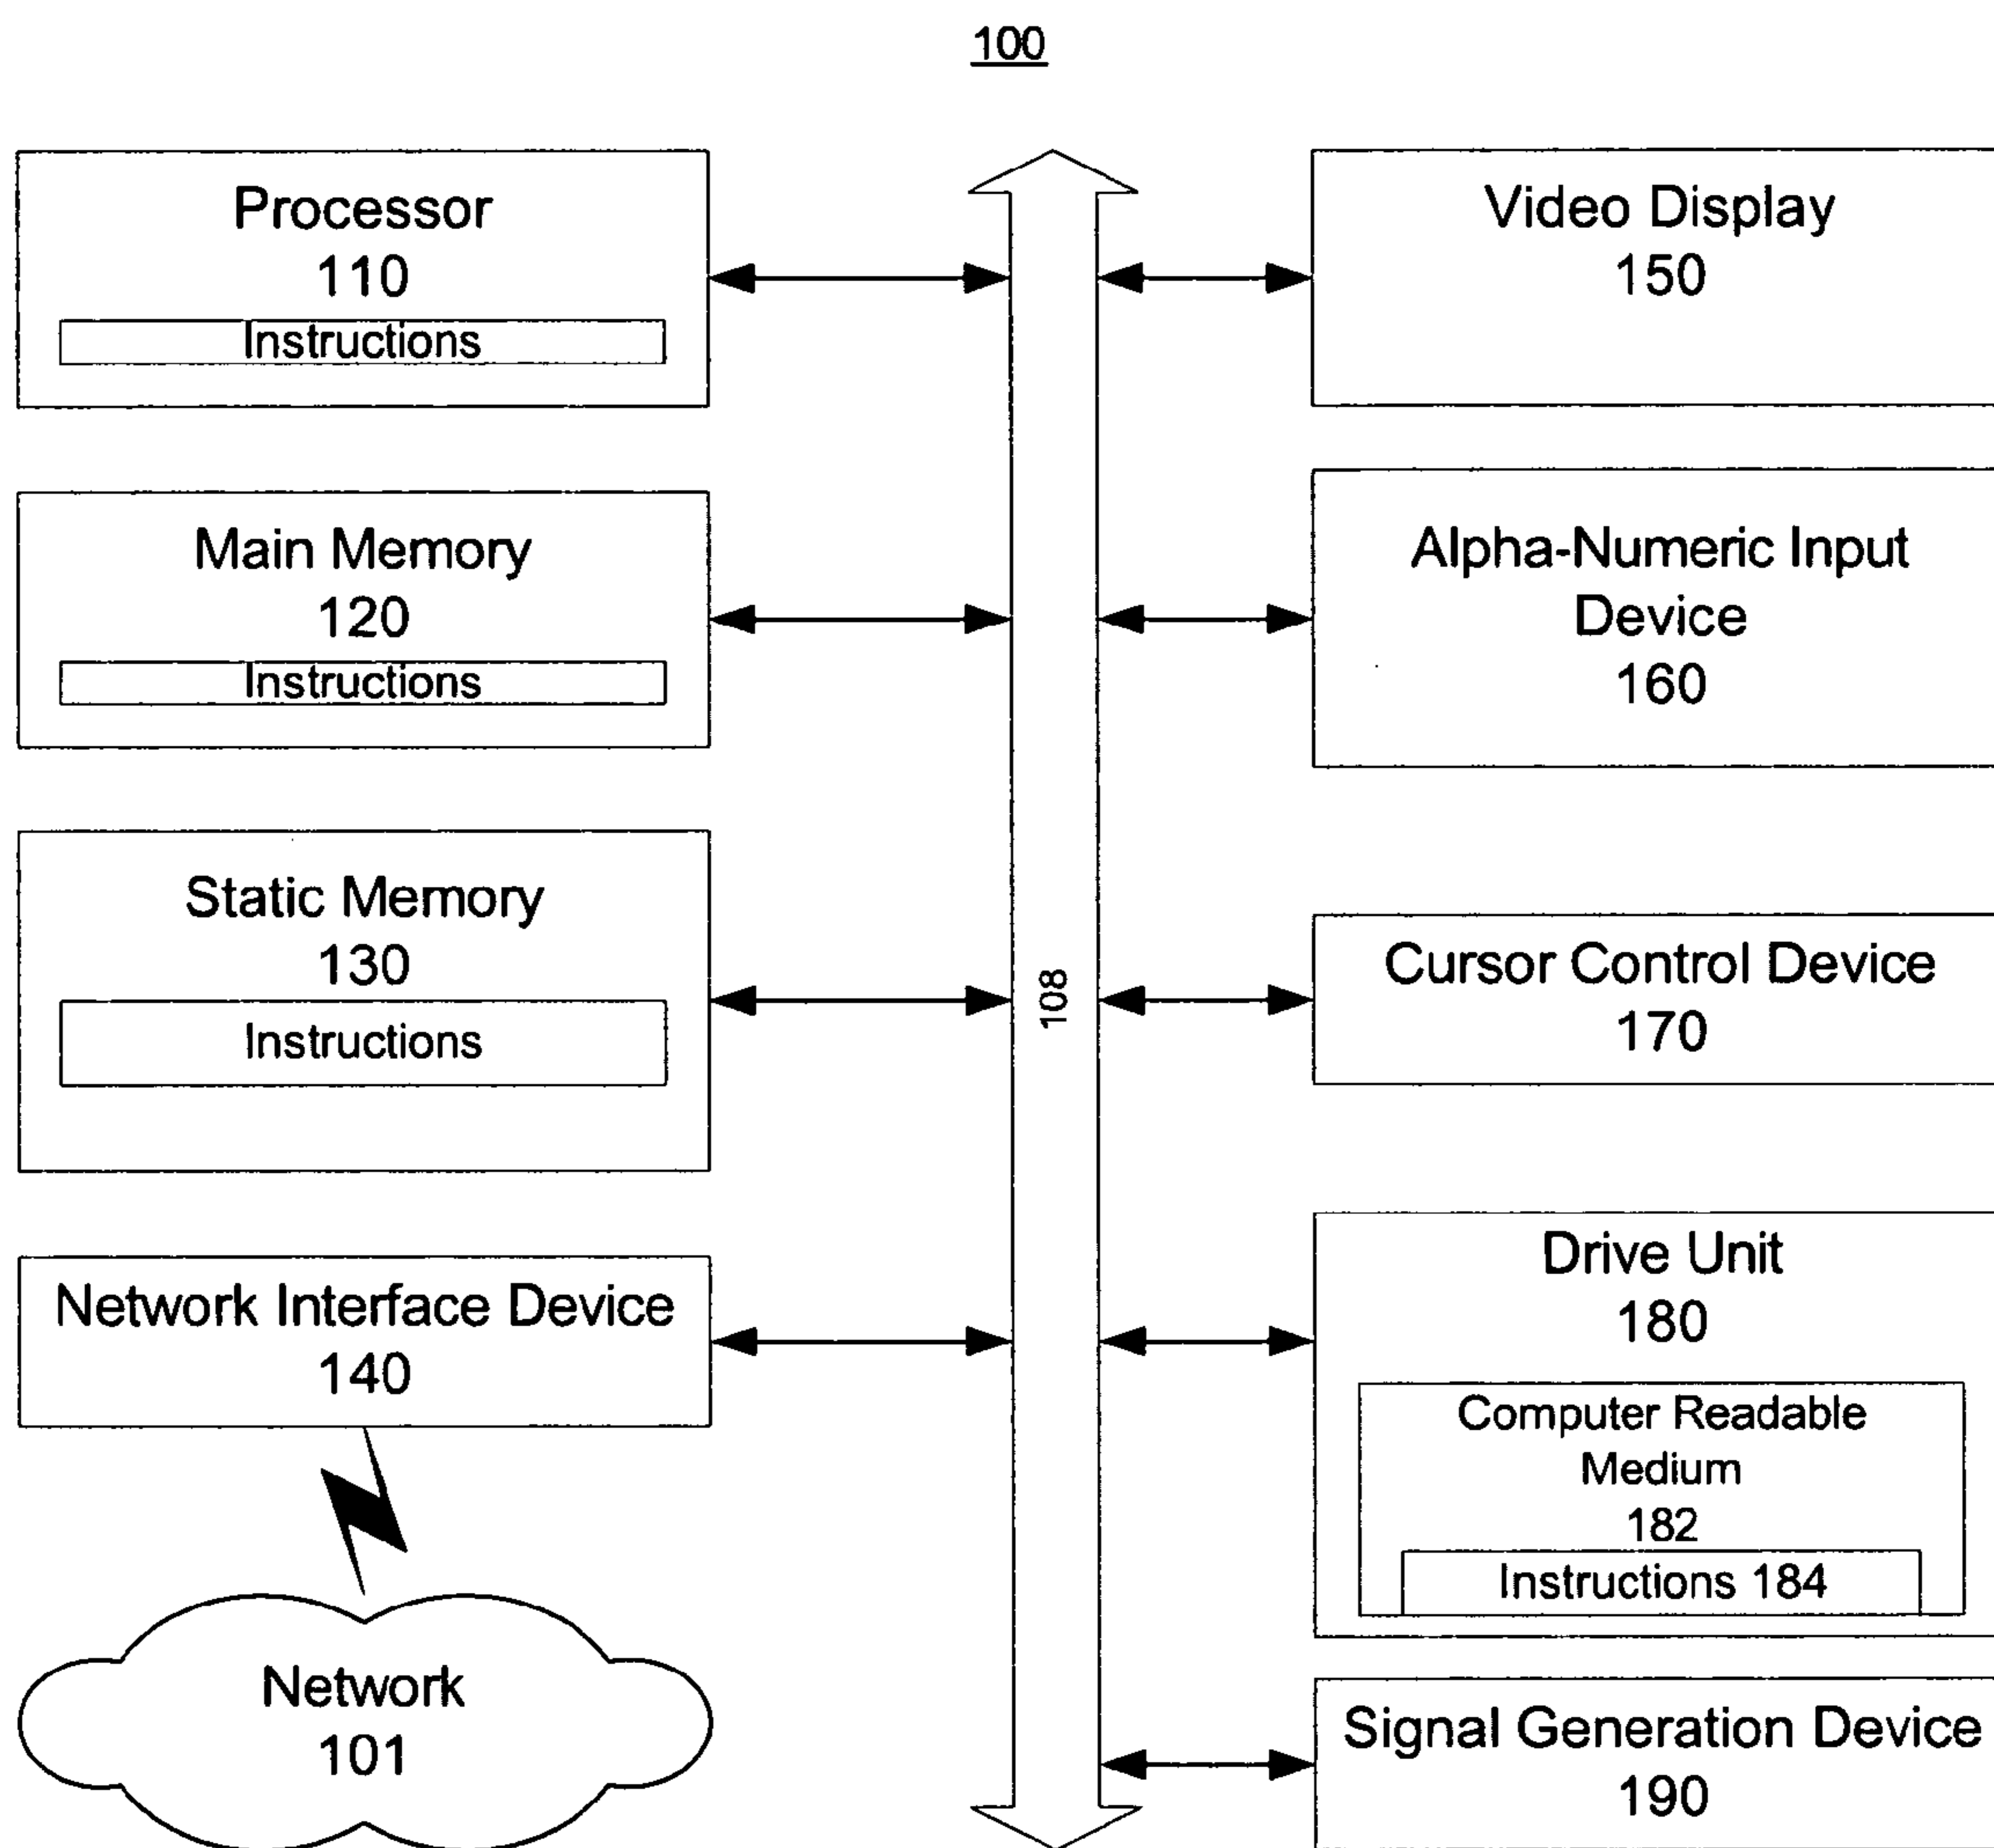 100
Processor
110
Instructions
Main Memory
120
Instructions
Static Memory
130
Instructions
Network Interface Device
140
Network
101
108
Video Display
150
Alpha-Numeric Input
Device
160
Cursor Control Device
170
Drive Unit
180
Computer Readable
Medium
182
Instructions 184
Signal Generation Device
190